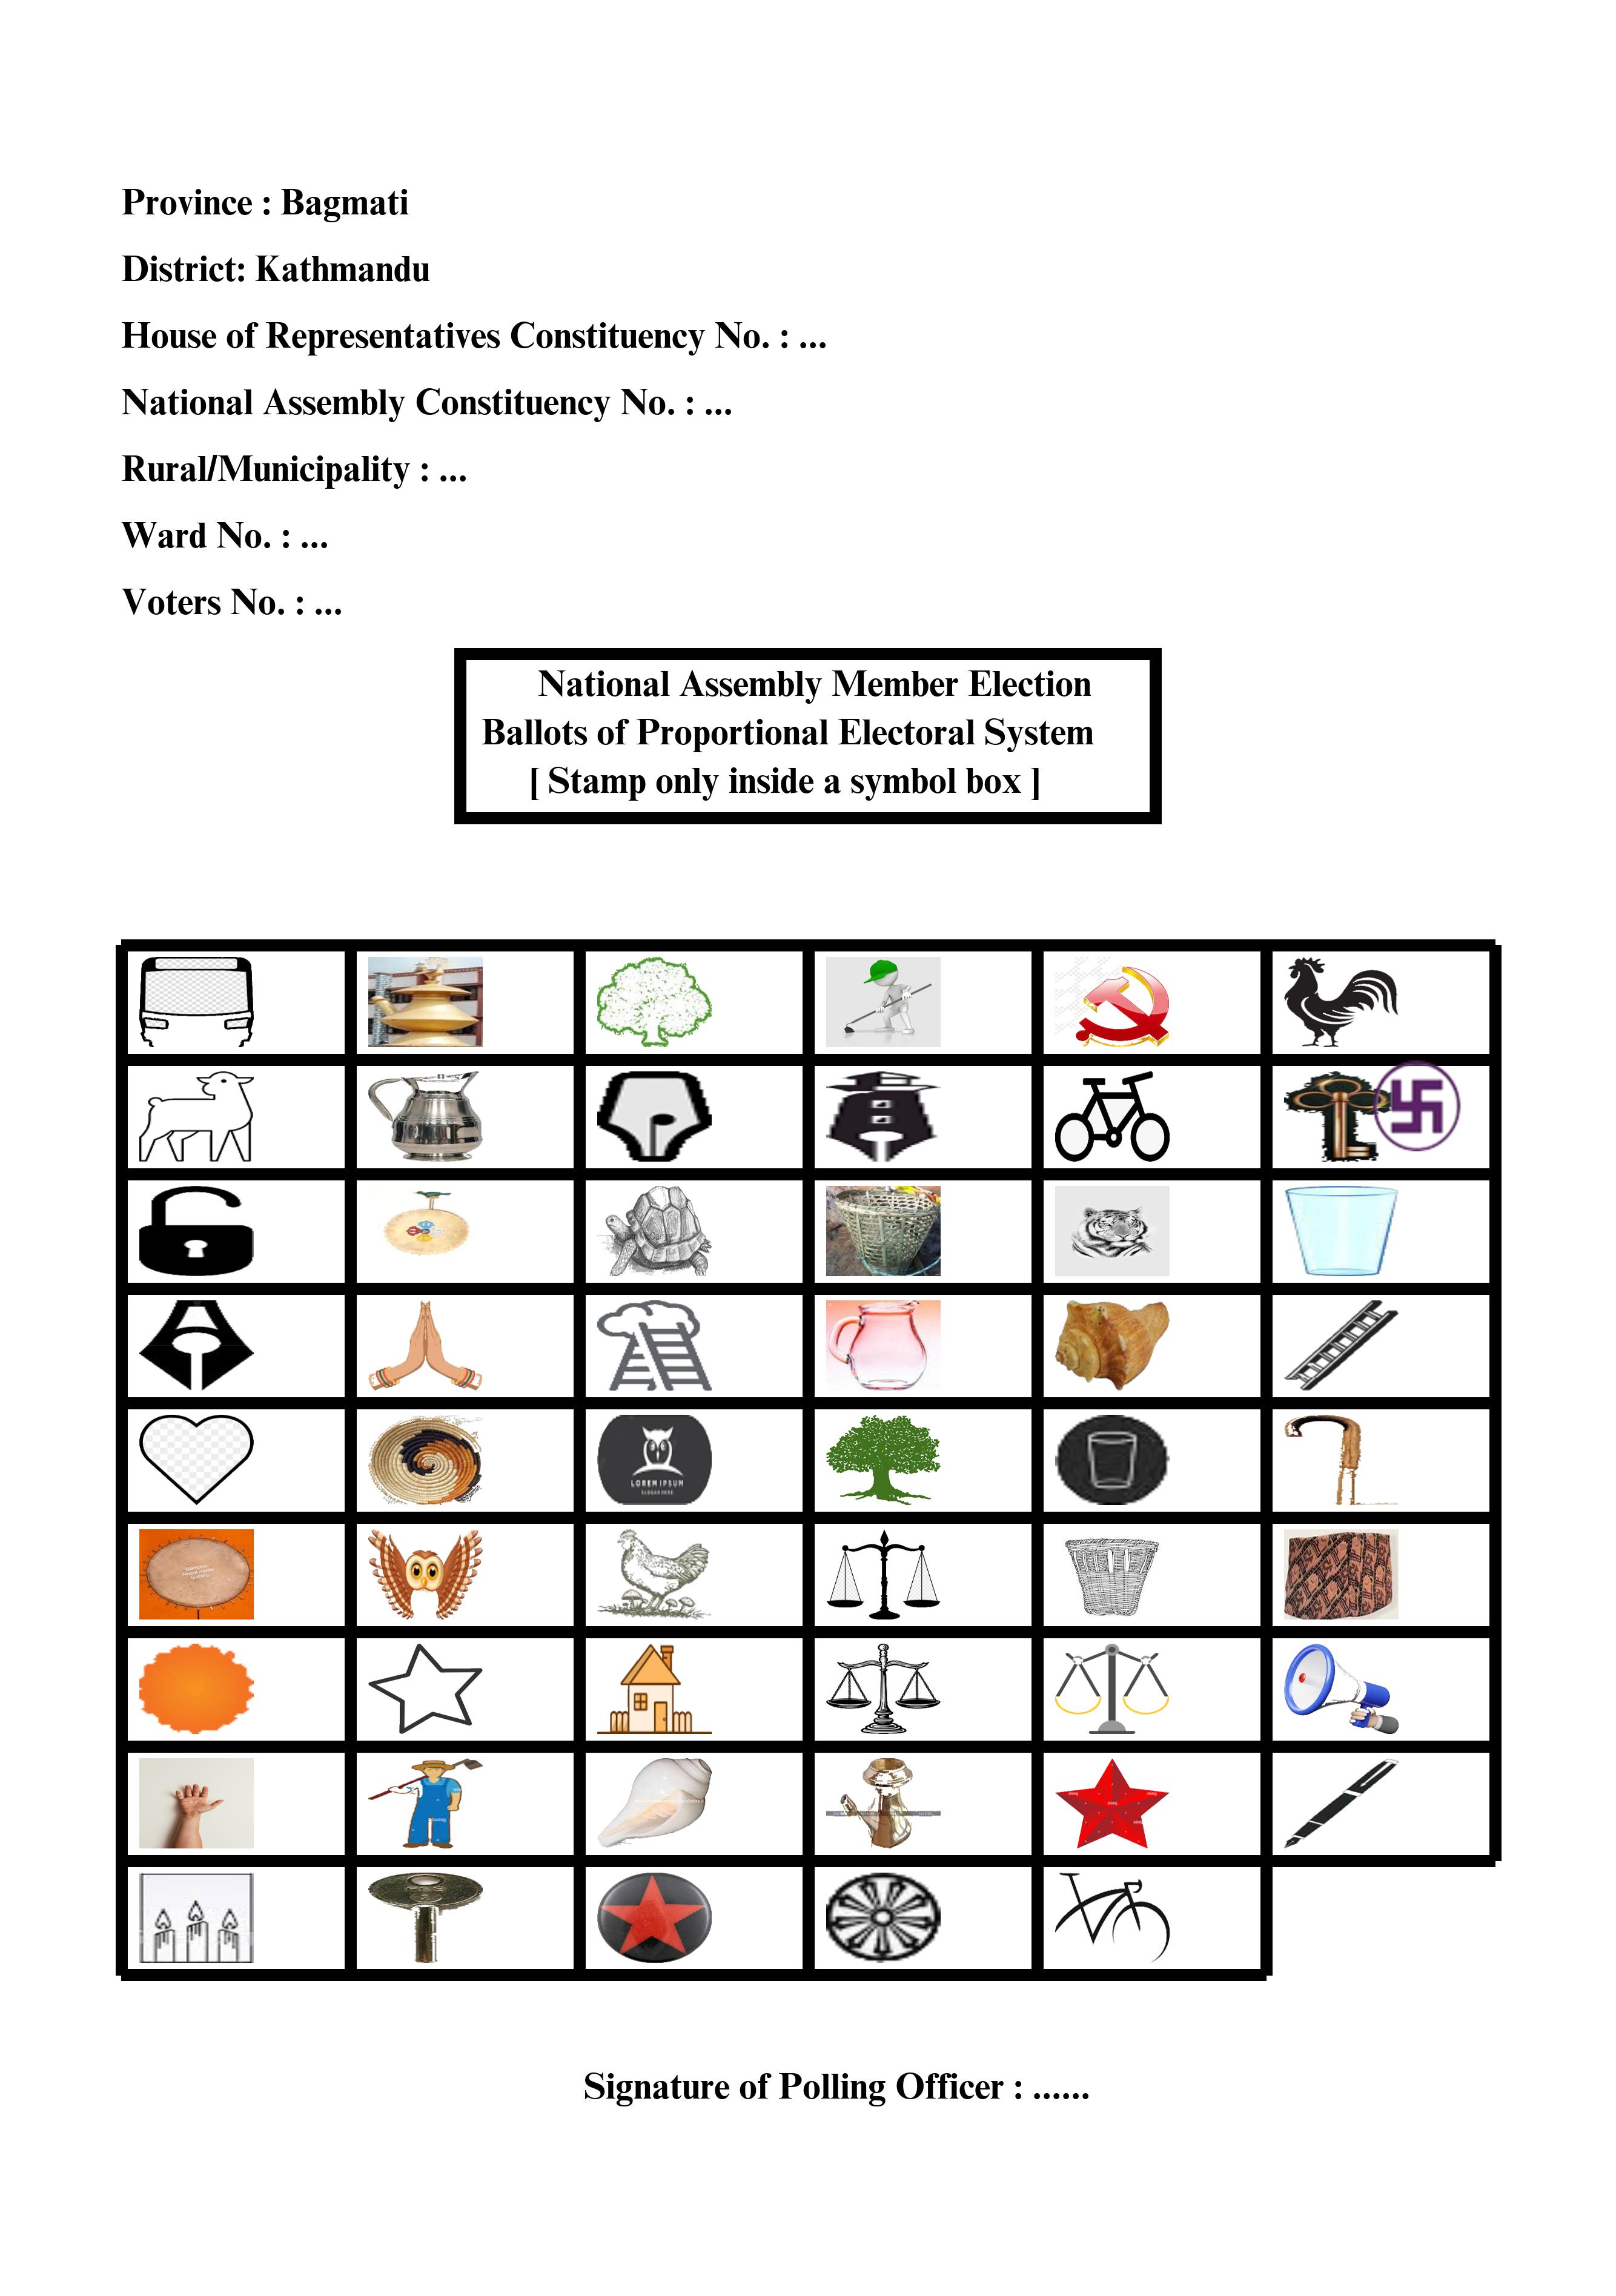 Province : Bagmati
District: Kathmandu
House of Representatives Constituency No. : ...
National Assembly Constituency No. : ...
Rural/Municipality : ...
Ward No. : ...
Voters No. : ...
National Assembly Member Election
Ballots of Proportional Electoral System
[ Stamp only inside a symbol box ]
LOREM IPSUM
Signature of Polling Officer : ......